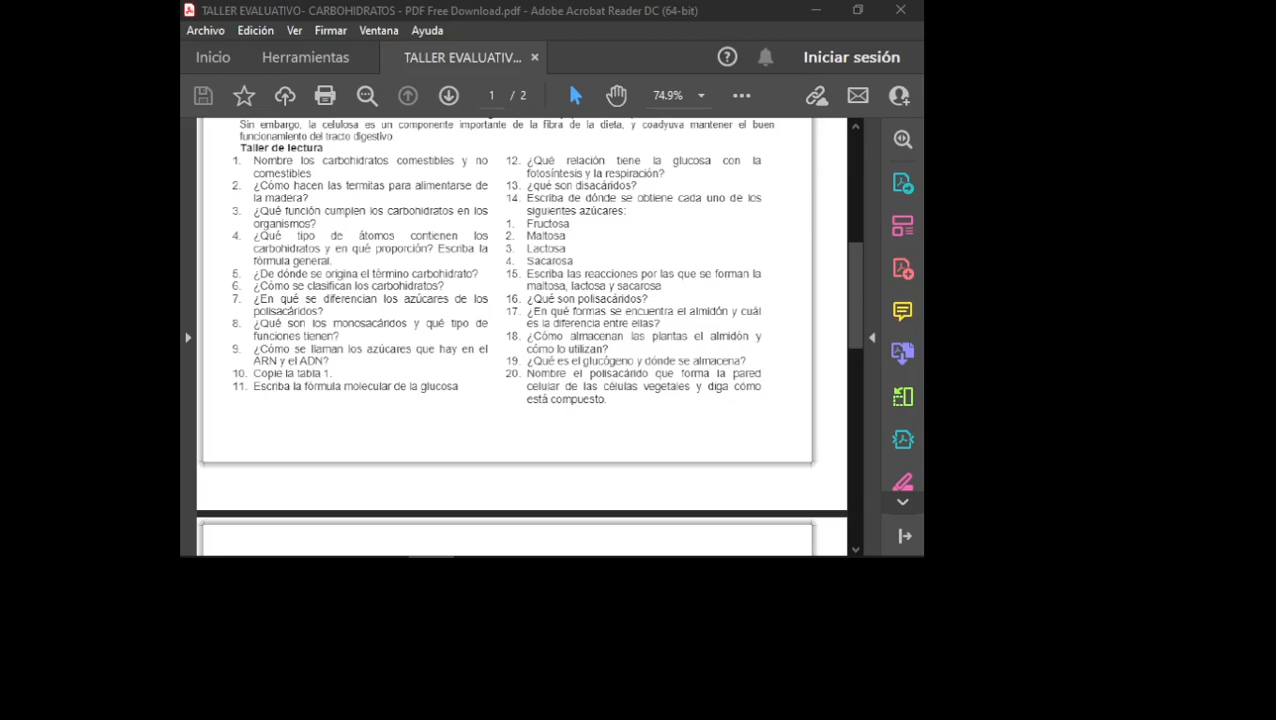 TALLER EVALUATIVO- CARBOHIDRATOS - PDF Free Download.pdf - Adobe Acrobat Reader DC (64-bit)
Archivo Edición Ver Firmar Ventana Ayuda
Inicio Herramientas TALLER EVALUATIV... × Iniciar sesión
1 / 2 74.9%
Sin embargo, la celulosa es un componente importante de la fibra de la dieta, y coadyuva mantener el buen
funcionamiento del tracto digestivo
Taller de lectura
1. Nombre los carbohidratos comestibles y no
comestibles
2. ¿Cómo hacen las termitas para alimentarse de
la madera?
3. ¿Qué función cumplen los carbohidratos en los
organismos?
4. ¿Qué tipo de átomos contienen los
carbohidratos y en qué proporción? Escriba la
fórmula general.
5. ¿De dónde se origina el término carbohidrato?
6. ¿Cómo se clasifican los carbohidratos?
7. ¿En qué se diferencian los azúcares de los
polisacáridos?
8. ¿Qué son los monosacáridos y qué tipo de
funciones tienen?
9. ¿Cómo se llaman los azúcares que hay en el
ARN y el ADN?
10. Copie la tabla 1.
11. Escriba la fórmula molecular de la glucosa
12. ¿Qué relación tiene la glucosa con la
fotosíntesis y la respiración?
13. ¿qué son disacáridos?
14. Escriba de dónde se obtiene cada uno de los
siguientes azúcares:
1. Fructosa
2. Maltosa
3. Lactosa
4. Sacarosa
15. Escriba las reacciones por las que se forman la
maltosa, lactosa y sacarosa
16. ¿Qué son polisacáridos?
17. ¿En qué formas se encuentra el almidón y cuál
es la diferencia entre ellas?
18. ¿Cómo almacenan las plantas el almidón y
cómo lo utilizan?
19. ¿Qué es el glucógeno y dónde se almacena?
20. Nombre el polisacárido que forma la pared
celular de las células vegetales y diga cómo
está compuesto.